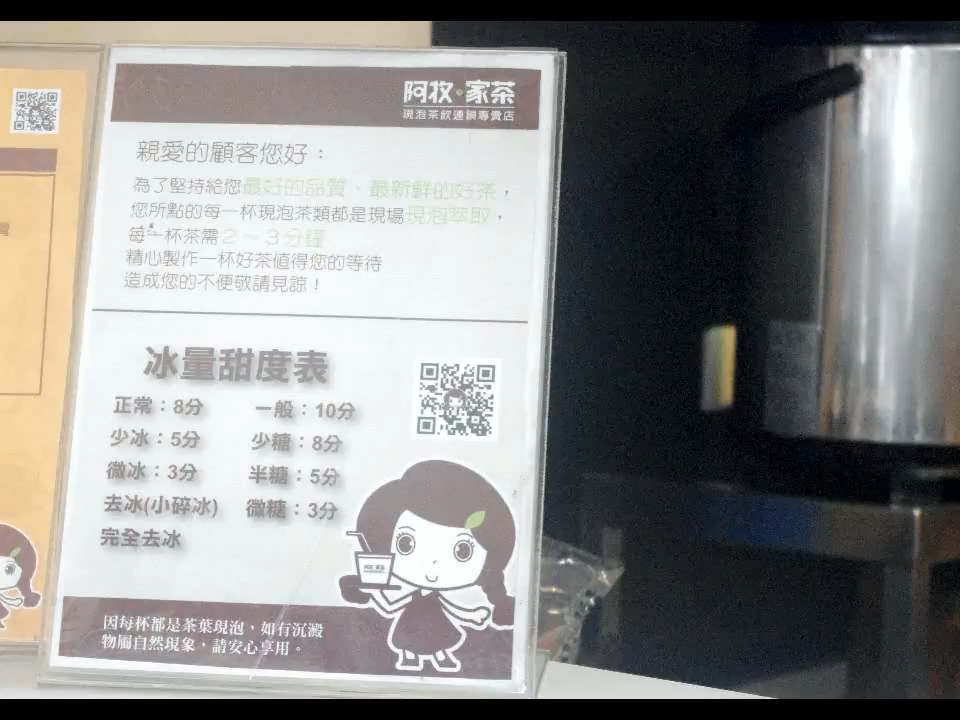 阿牧·家茶
現泡茶飲連鎖專賣店
親愛的顧客您好：
為了堅持給您最好的品質、最新鮮的好茶，
您所點的每一杯現泡茶類都是現場現泡萃取，
每一杯茶需２～３分鐘
精心製作一杯好茶值得您的等待
造成您的不便敬請見諒！
冰量甜度表
正常：8分 一般：10分
少冰：5分 少糖：8分
微冰：3分 半糖：5分
去冰(小碎冰) 微糖：3分
完全去冰
因每杯都是茶葉現泡，如有沉澱
物屬自然現象，請安心享用。